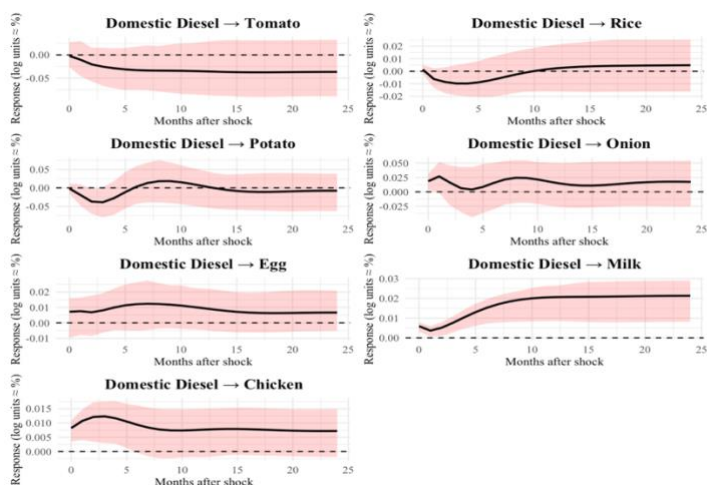 Domestic Diesel → Tomato
Response (log units ≈ %)
0.00
-0.05
0 5 10 15 20 25
Months after shock
Domestic Diesel → Rice
Response (log units ≈ %)
0.02
0.01
0.00
-0.01
-0.02
0 5 10 15 20 25
Months after shock
Domestic Diesel → Potato
Response (log units ≈ %)
0.05
0.00
-0.05
0 5 10 15 20 25
Months after shock
Domestic Diesel → Onion
Response (log units ≈ %)
0.050
0.025
0.000
-0.025
0 5 10 15 20 25
Months after shock
Domestic Diesel → Egg
Response (log units ≈ %)
0.02
0.01
0.00
-0.01
0 5 10 15 20 25
Months after shock
Domestic Diesel → Milk
Response (log units ≈ %)
0.03
0.02
0.01
0.00
0 5 10 15 20 25
Months after shock
Domestic Diesel → Chicken
Response (log units ≈ %)
0.015
0.010
0.005
0.000
0 5 10 15 20 25
Months after shock